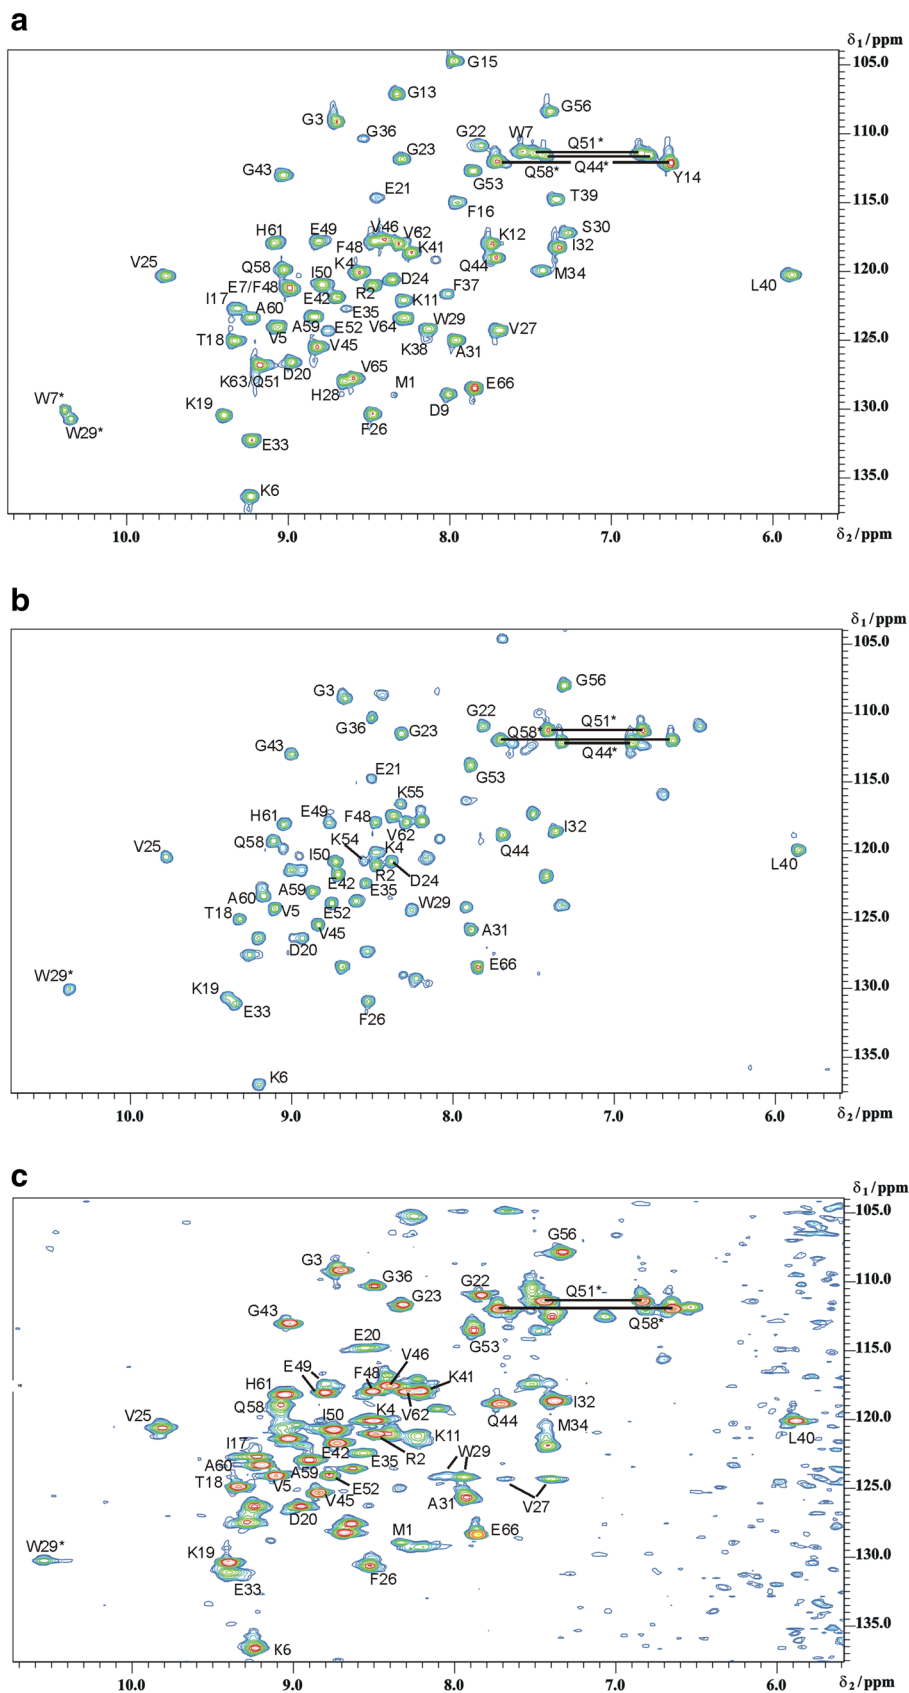 a
δ1/ppm
105.0
G15
G13
G3
G56
110.0
G36
G22
W7
Q51*
G23
Q58*
Q44*
G43
G53
Y14
115.0
E21
T39
F16
V46
S30
H61
E49
V62
K12
F48
K41
I32
V25
Q58
K4
Q44
120.0
I50
D24
M34
L40
E7/F48
F37
I17
E42
R2
K11
A60
E35
V64
W29
T18
V5
A59
E52
V27
125.0
V45
K38
A31
D20
V65
K63/Q51
H28
M1
E66
W7*
K19
D9
130.0
W29*
F26
E33
135.0
K6
10.0
9.0
8.0
7.0
6.0
δ2/ppm
b
δ1/ppm
105.0
G3
G56
110.0
G36
G22
Q51*
G23
Q58*
G43
Q44*
E21
G53
115.0
K55
H61
E49
F48
Q58
K54
V62
I32
V25
I50
K4
Q44
120.0
L40
R2
D24
A59
E42
E35
A60
T18
V5
E52
W29
125.0
V45
A31
D20
W29*
E66
K19
130.0
E33
F26
135.0
K6
10.0
9.0
8.0
7.0
6.0
δ2/ppm
c
δ1/ppm
105.0
G56
G3
G36
G22
110.0
G23
Q51*
G43
Q58*
E20
G53
115.0
V46
E49
F48
K41
H61
I32
Q58
K4
V62
V25
I50
Q44
120.0
M34
L40
K11
I17
E42
E35
R2
W29
A60
A59
T18
V5
E52
125.0
V45
A31
V27
D20
W29*
M1
E66
K19
130.0
E33
F26
135.0
K6
10.0
9.0
8.0
7.0
6.0
δ2/ppm